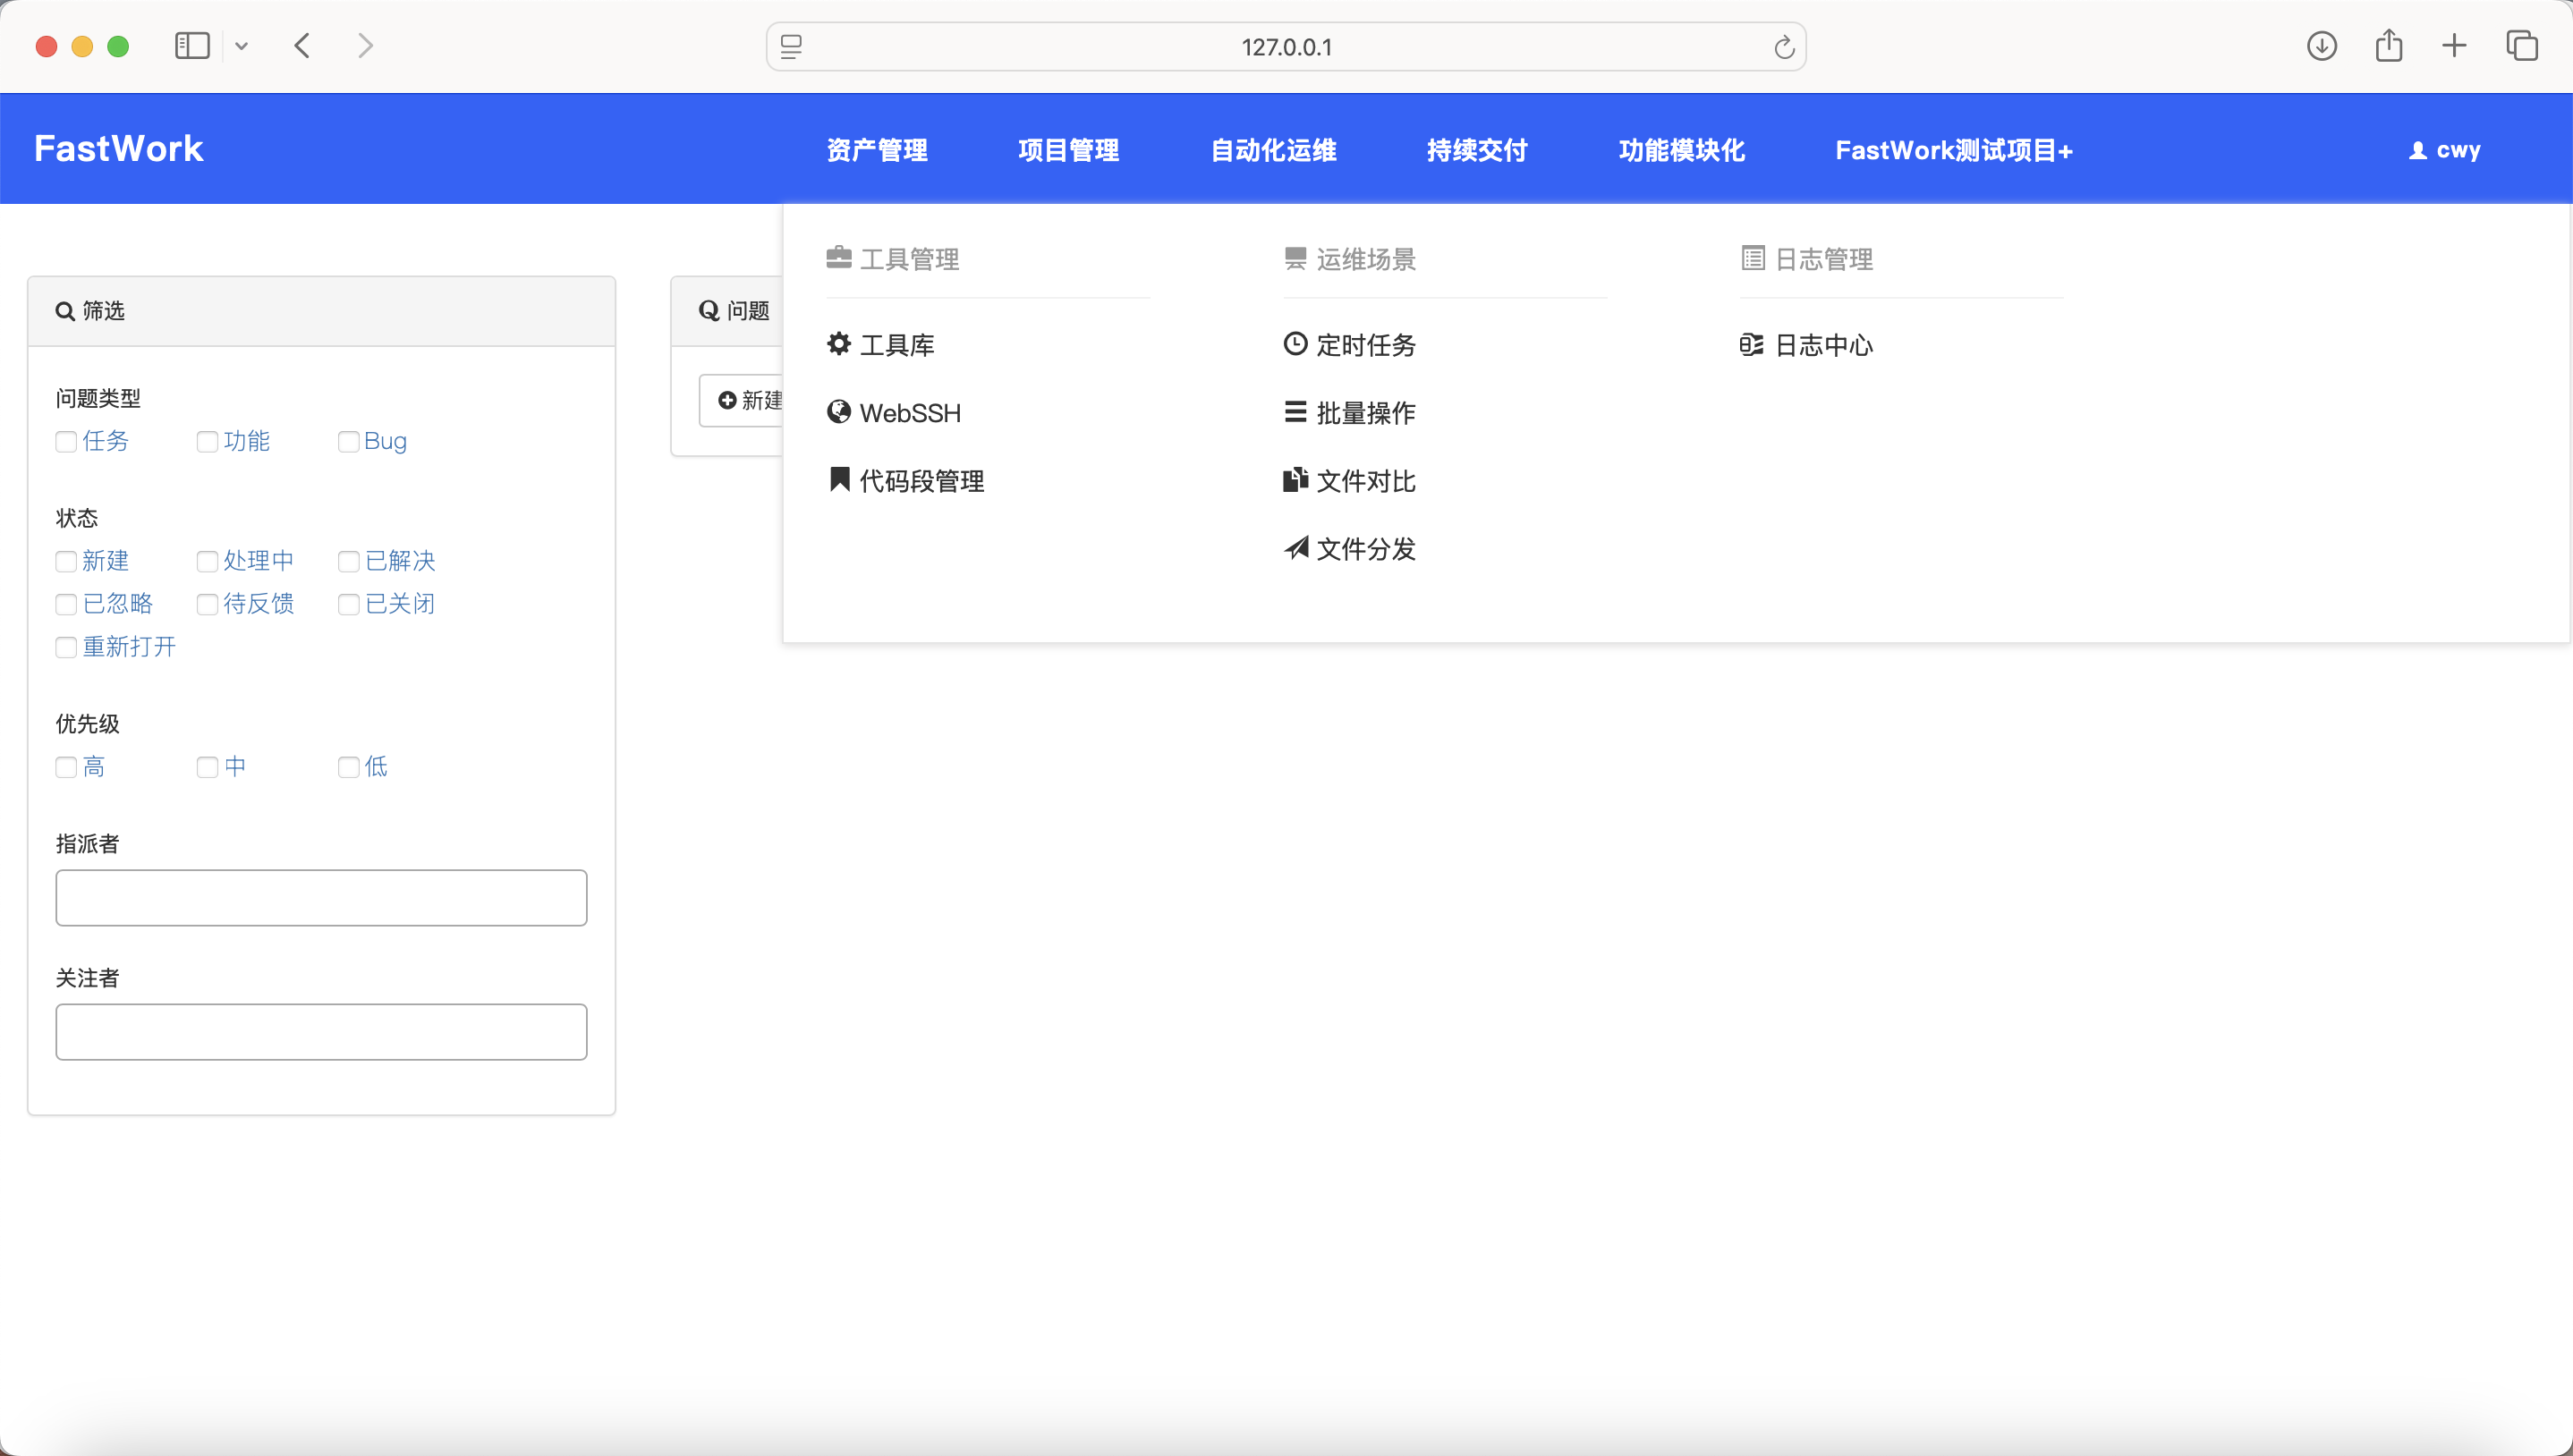 127.0.0.1
FastWork
资产管理 项目管理 自动化运维 持续交付 功能模块化 FastWork测试项目+ cwy
工具管理
工具库
WebSSH
代码段管理
运维场景
定时任务
批量操作
文件对比
文件分发
日志管理
日志中心
筛选
问题类型
任务 功能 Bug
状态
新建 处理中 已解决
已忽略 待反馈 已关闭
重新打开
优先级
高 中 低
指派者
关注者
Q 问题
新建